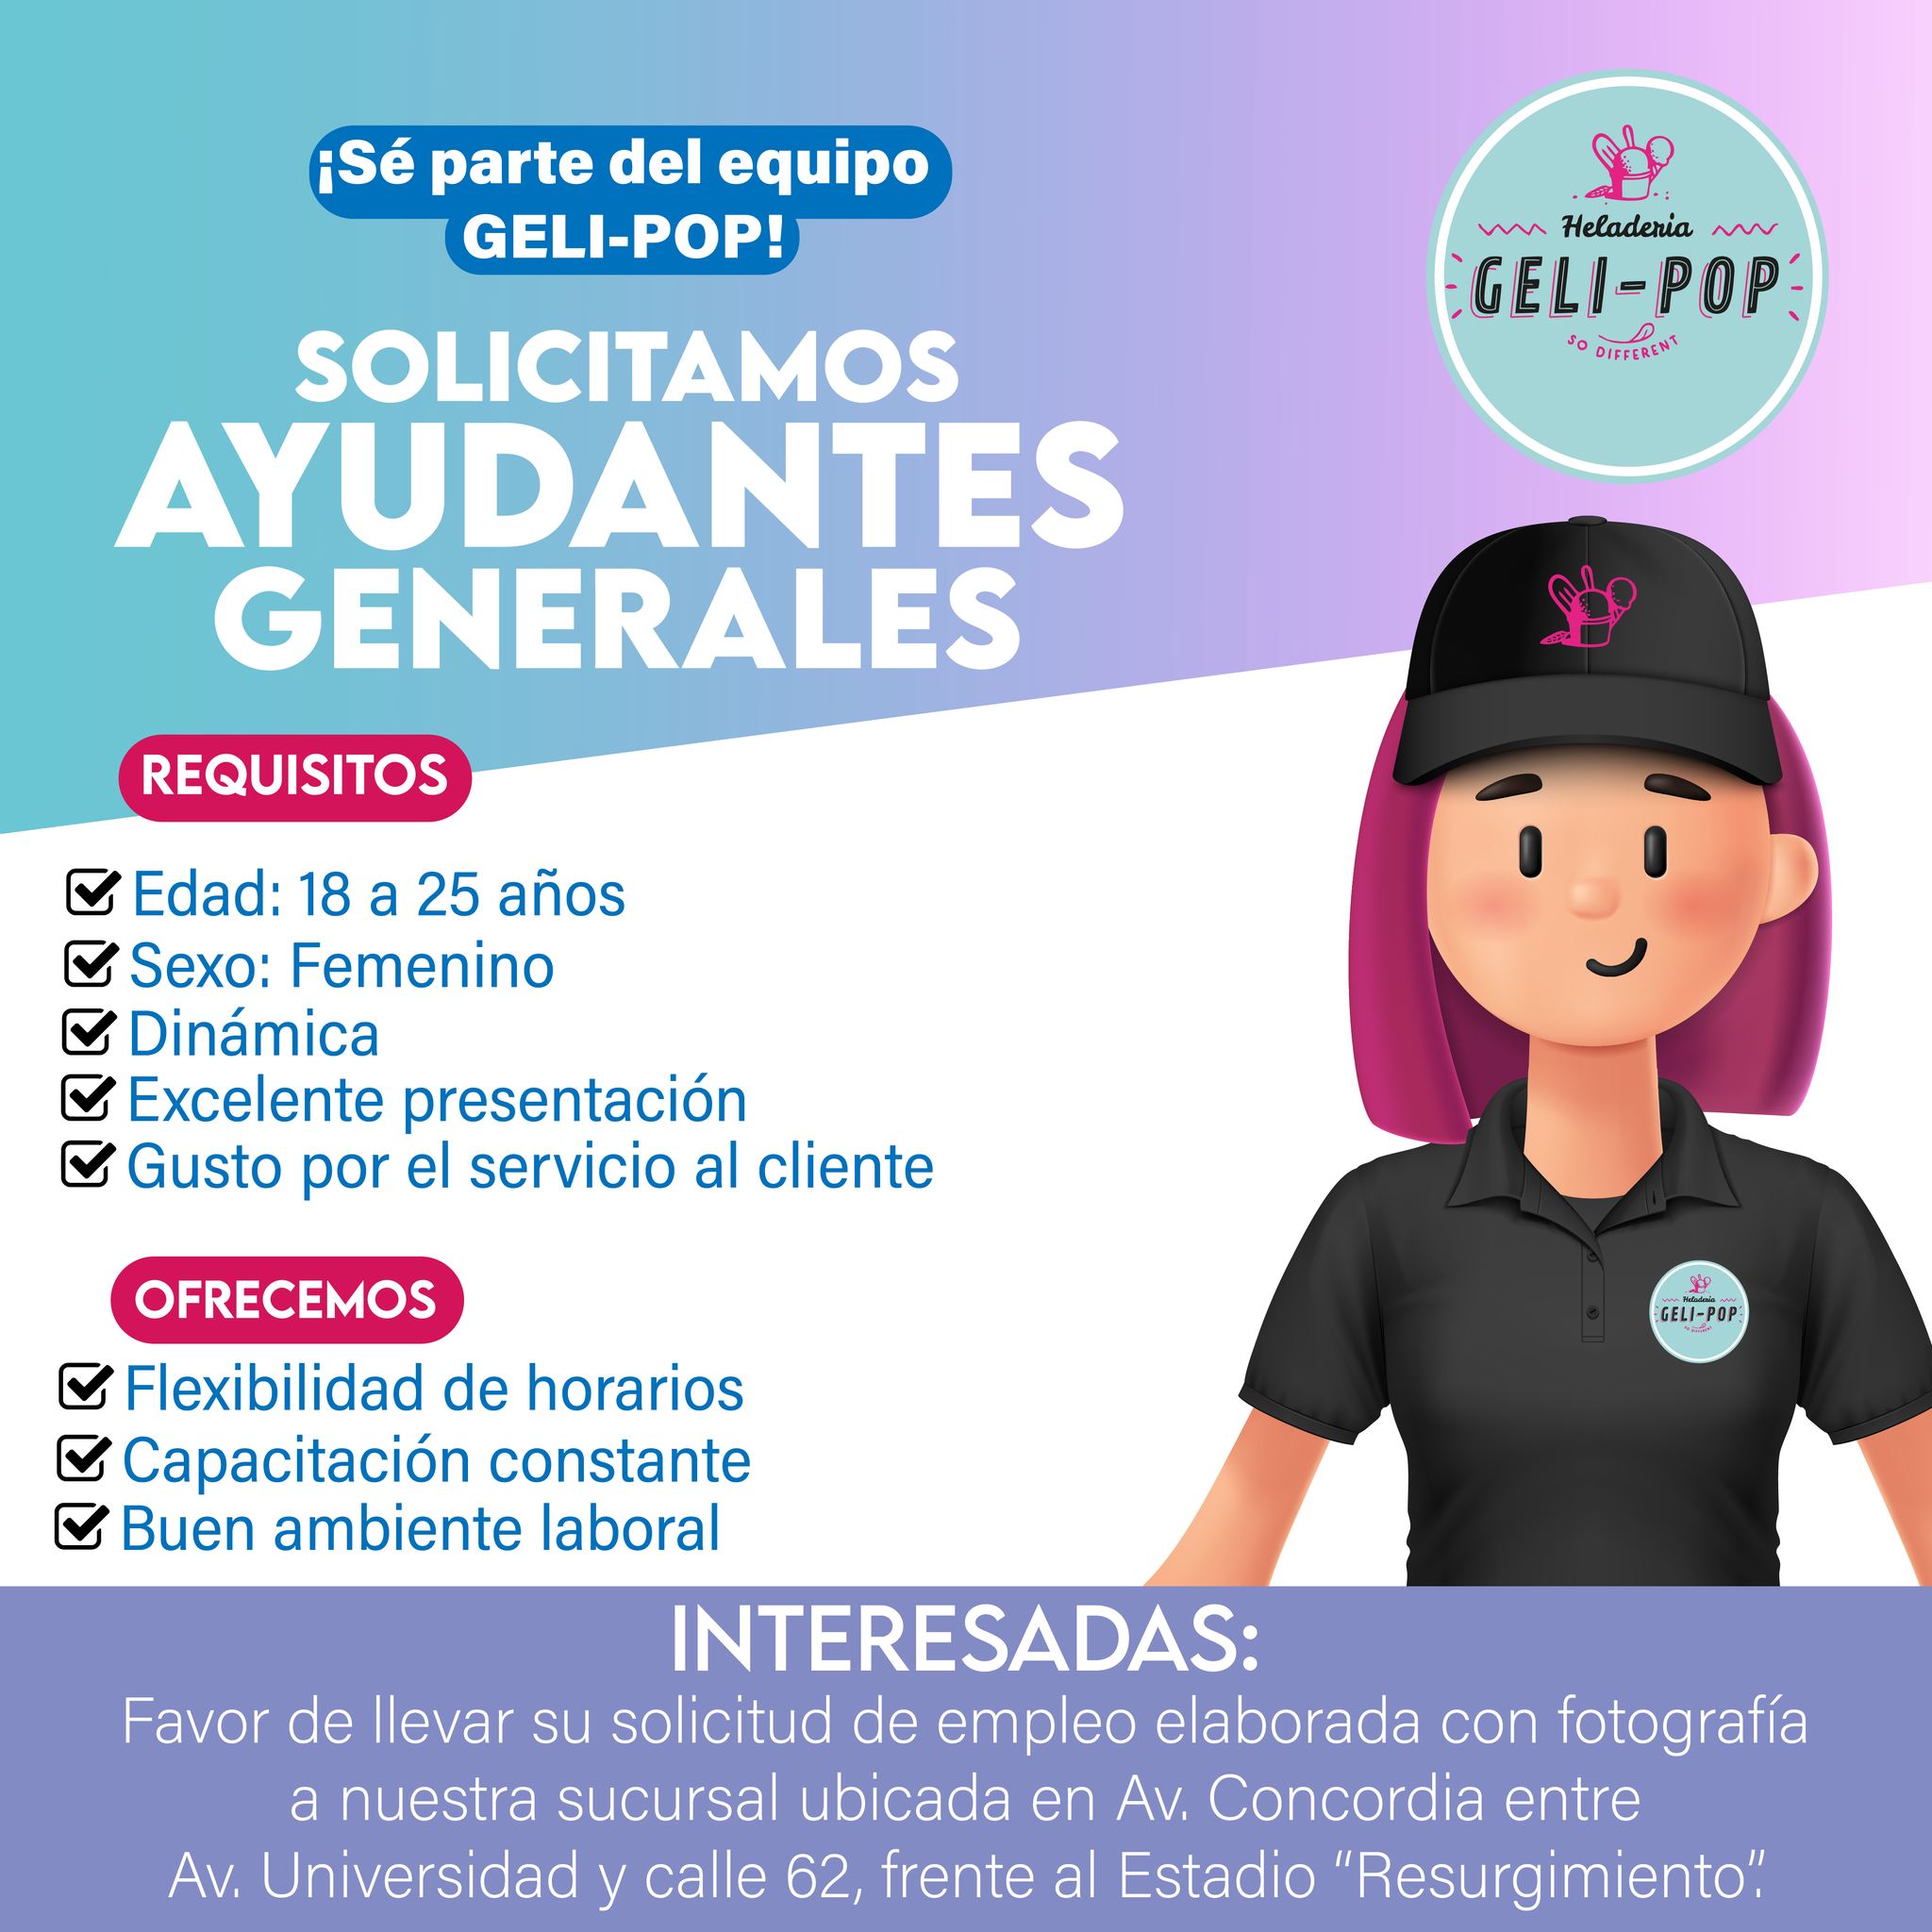 ¡Sé parte del equipo
GELI-POP!
Heladeria
GELI-POP
SO DIFFERENT
SOLICITAMOS
AYUDANTES
GENERALES
REQUISITOS
Edad: 18 a 25 años
Sexo: Femenino
Dinámica
Excelente presentación
Gusto por el servicio al cliente
OFRECEMOS
Flexibilidad de horarios
Capacitación constante
Buen ambiente laboral
Heladeria
GELI-POP
SO DIFFERENT
INTERESADAS:
Favor de llevar su solicitud de empleo elaborada con fotografía
a nuestra sucursal ubicada en Av. Concordia entre
Av. Universidad y calle 62, frente al Estadio “Resurgimiento”.